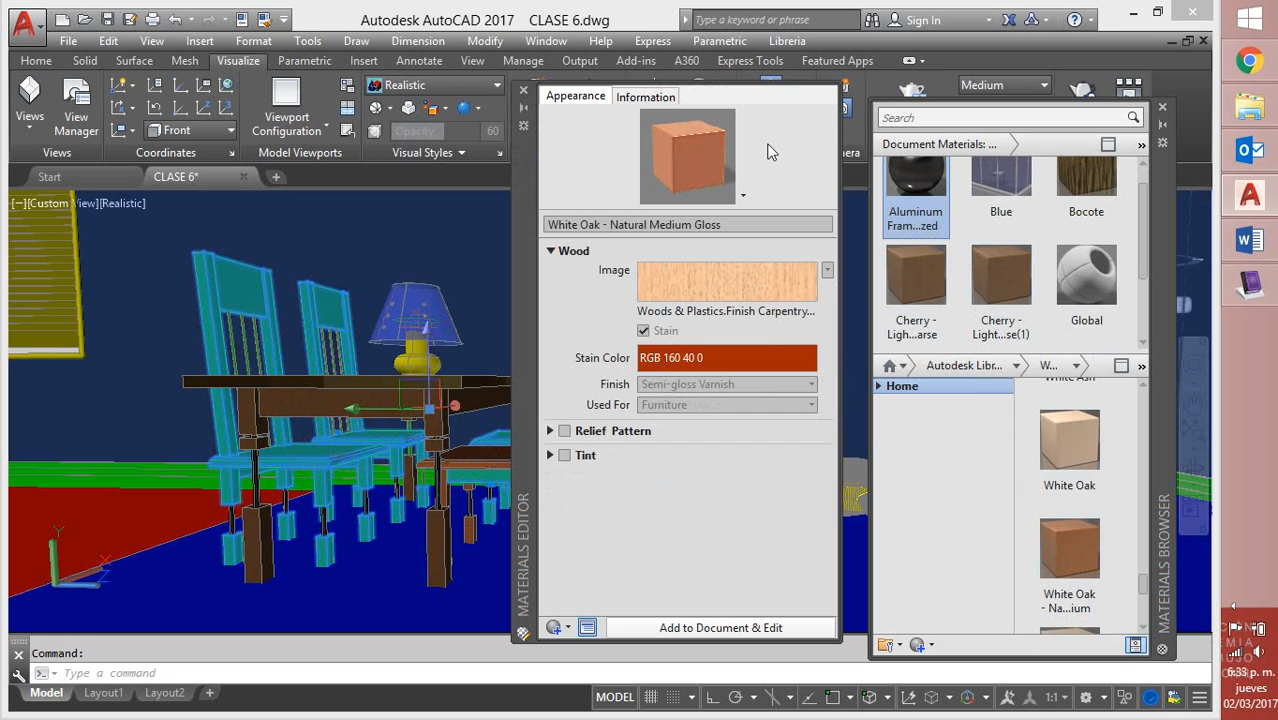 Autodesk AutoCAD 2017 CLASE 6.dwg
Type a keyword or phrase
Sign In
File Edit View Insert Format Tools Draw Dimension Modify Window Help Express Parametric Libreria
Home Solid Surface Mesh Visualize Parametric Insert Annotate View Manage Output Add-ins A360 Express Tools Featured Apps
Realistic
Medium
Opacity 60
Front
Views
View
Manager
Viewport
Configuration
Views Coordinates Model Viewports Visual Styles
Start CLASE 6*
[−][Custom View][Realistic]
Appearance Information
White Oak - Natural Medium Gloss
Wood
Image
Woods & Plastics.Finish Carpentry...
Stain
Stain Color RGB 160 40 0
Finish Semi-gloss Varnish
Used For Furniture
Relief Pattern
Tint
Add to Document & Edit
MATERIALS EDITOR
Search
Document Materials: ...
Aluminum
Fram...zed
Blue
Bocote
Cherry -
Ligh...arse
Cherry -
Ligh...se(1)
Global
Autodesk Libr... W...
Home
White Ash
White Oak
White Oak
- Na...ium
MATERIALS BROWSER
Y
X
Z
Command:
Type a command
Model Layout1 Layout2 +
MODEL
1:1
6:33 p. m.
jueves
02/03/2017